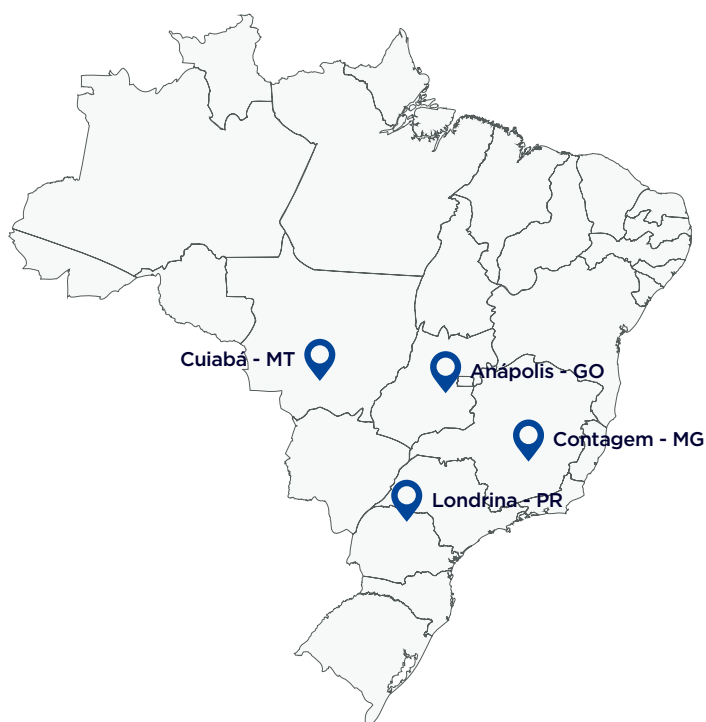 Cuiabá - MT
Anápolis - GO
Contagem - MG
Londrina - PR